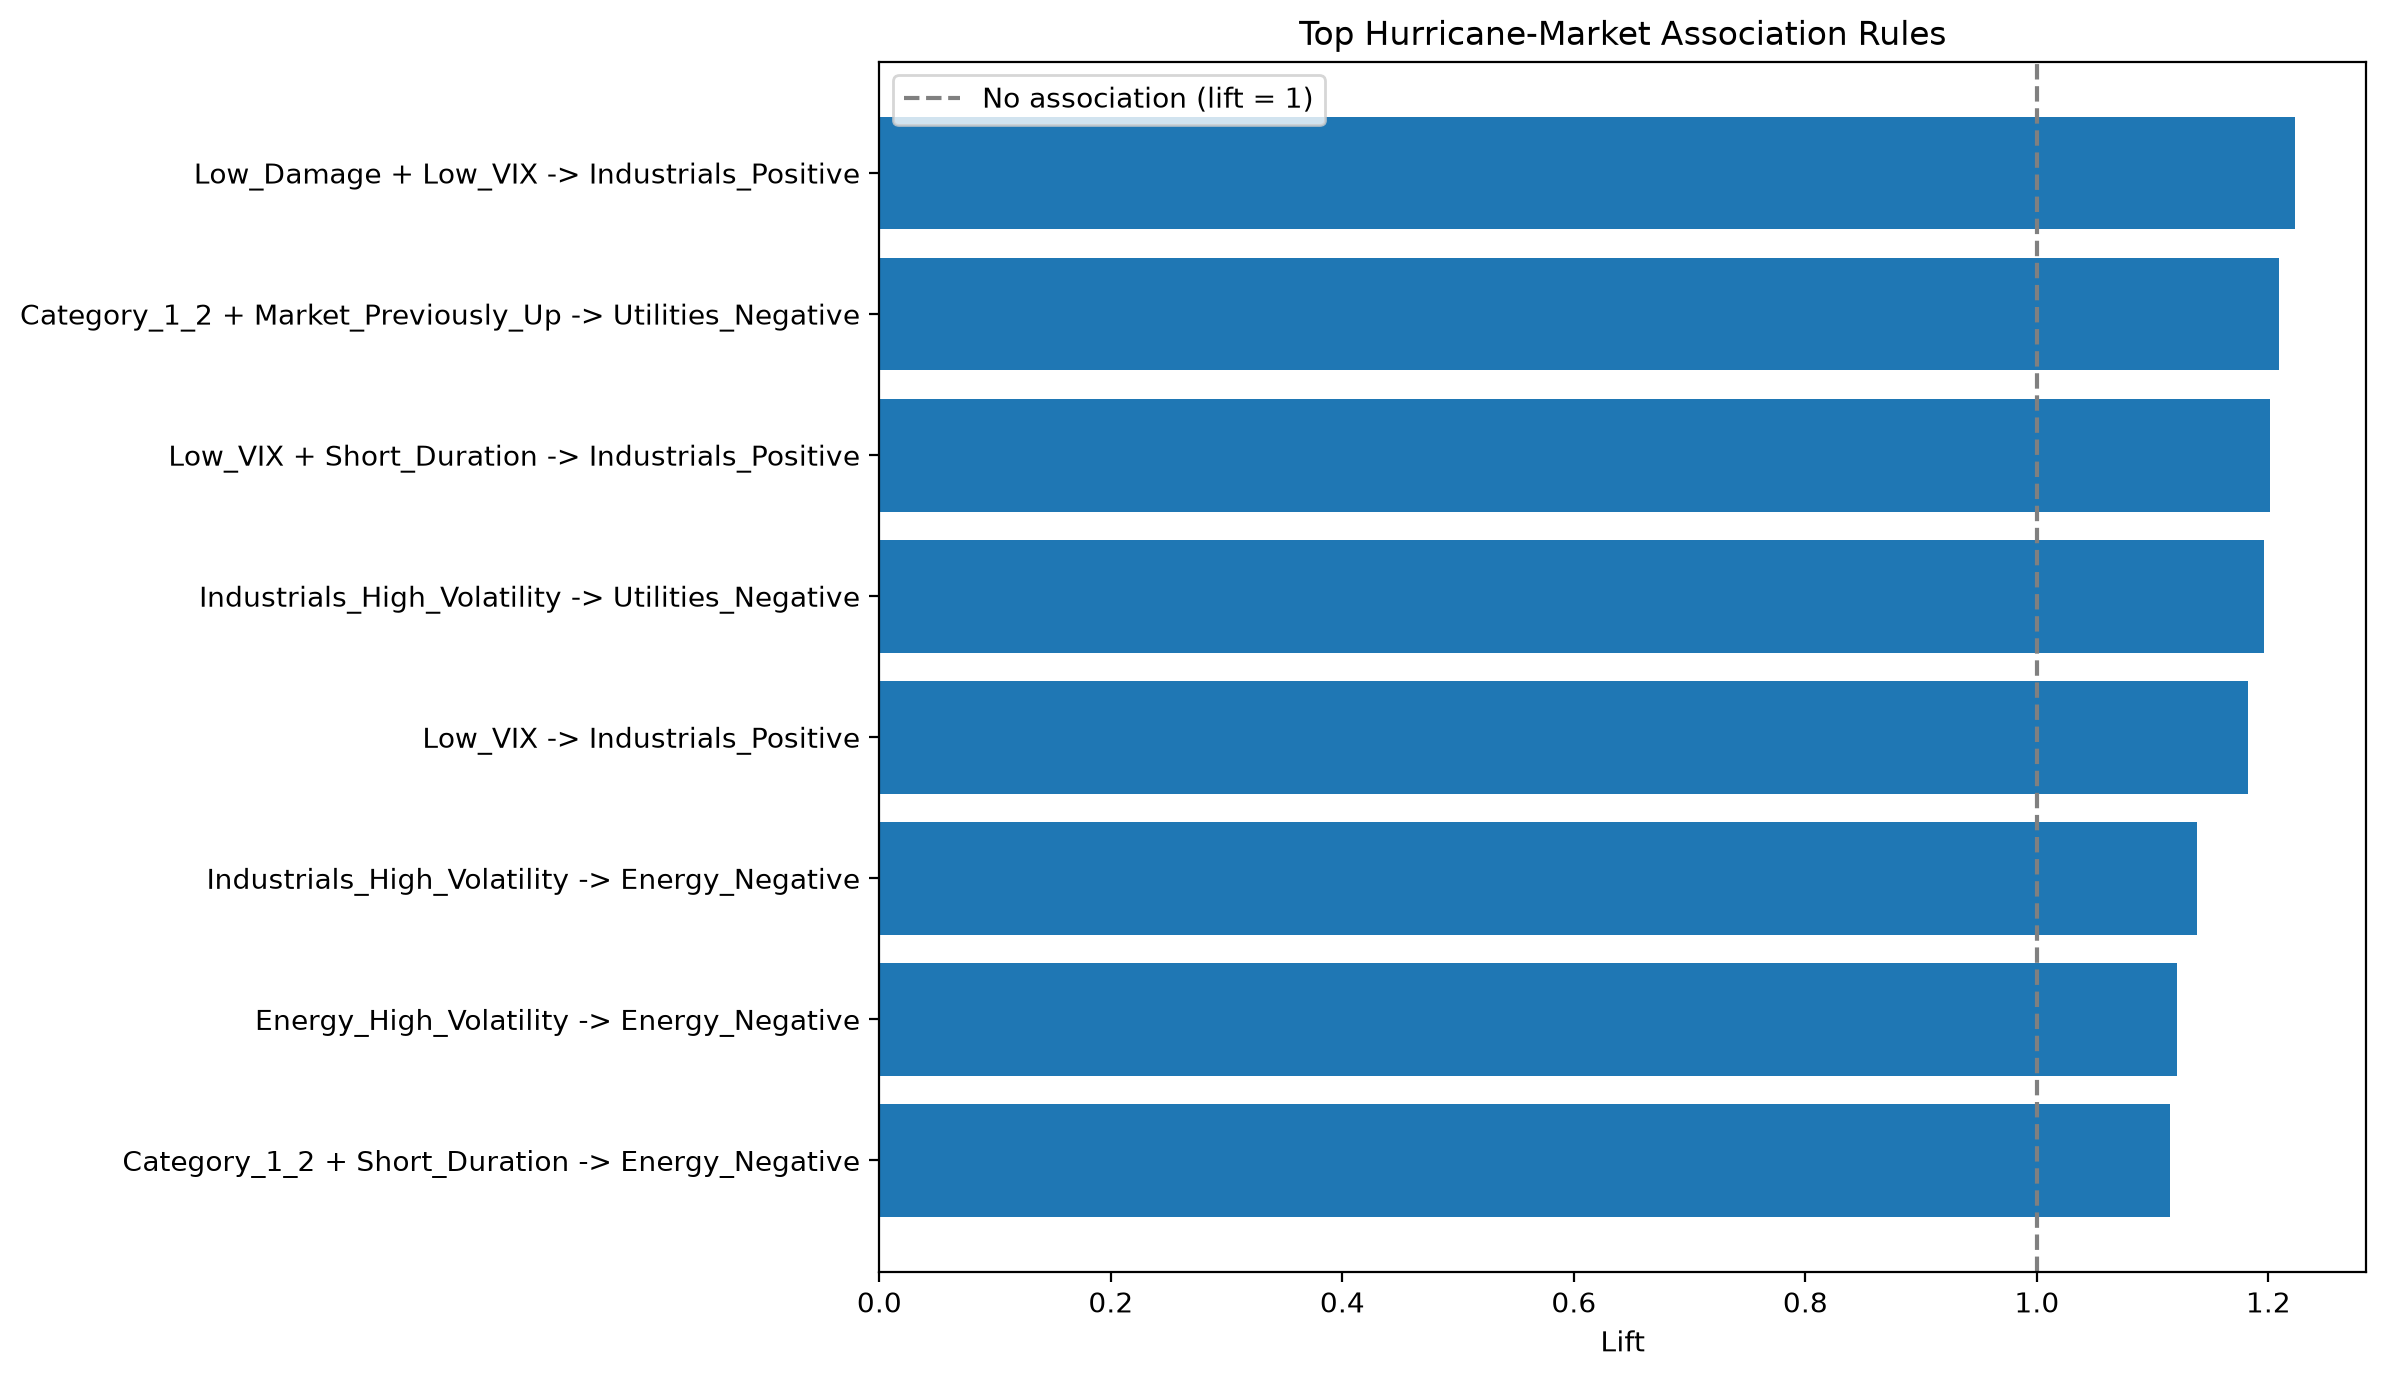 Top Hurricane-Market Association Rules
No association (lift = 1)
Low_Damage + Low_VIX -> Industrials_Positive
Category_1_2 + Market_Previously_Up -> Utilities_Negative
Low_VIX + Short_Duration -> Industrials_Positive
Industrials_High_Volatility -> Utilities_Negative
Low_VIX -> Industrials_Positive
Industrials_High_Volatility -> Energy_Negative
Energy_High_Volatility -> Energy_Negative
Category_1_2 + Short_Duration -> Energy_Negative
0.0 0.2 0.4 0.6 0.8 1.0 1.2
Lift